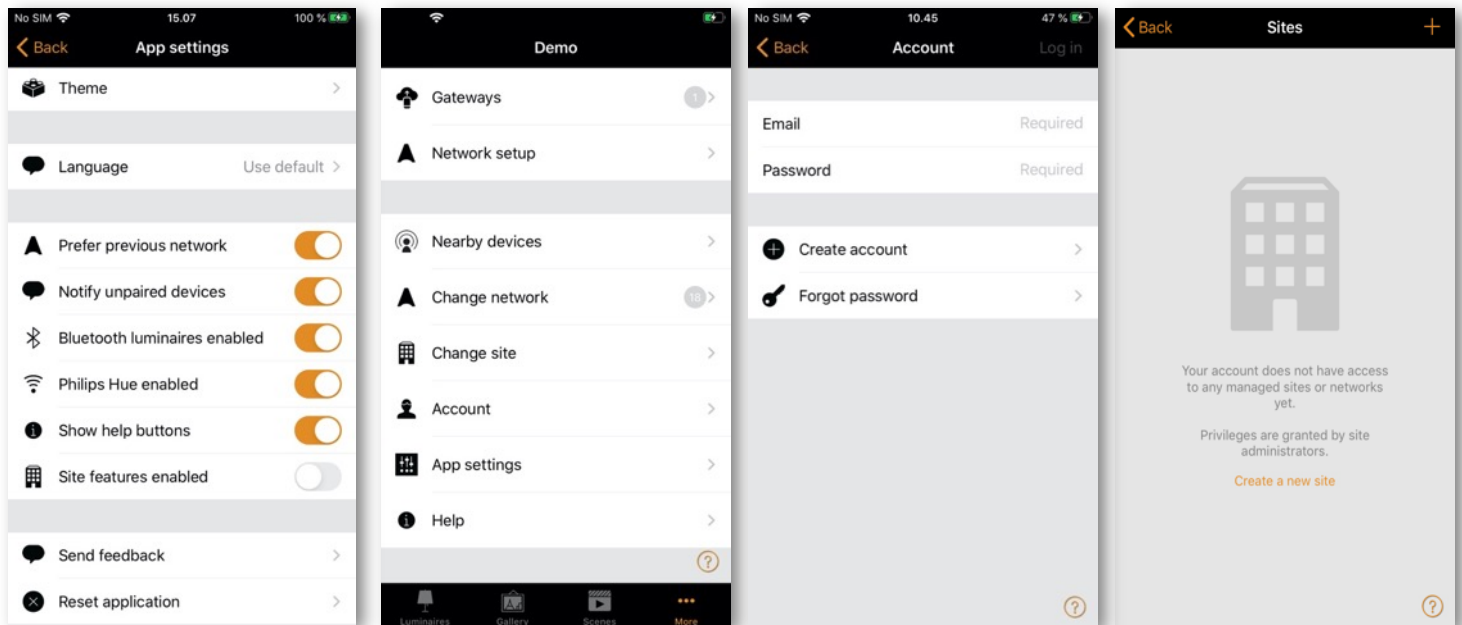 No SIM 15.07 100 %
Back App settings
Theme
Language Use default
Prefer previous network
Notify unpaired devices
Bluetooth luminaires enabled
Philips Hue enabled
Show help buttons
Site features enabled
Send feedback
Reset application
Demo
Gateways 1
Network setup
Nearby devices
Change network 18
Change site
Account
App settings
Help
?
Luminaires Gallery Scenes More
No SIM 10.45 47 %
Back Account Log in
Email Required
Password Required
Create account
Forgot password
?
Back Sites +
Your account does not have access
to any managed sites or networks
yet.
Privileges are granted by site
administrators.
Create a new site
?